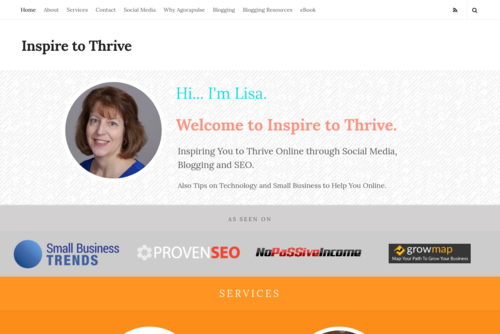 Home About Services Contact Social Media Why Agorapulse Blogging Blogging Resources eBook
Inspire to Thrive
Hi... I'm Lisa.
Welcome to Inspire to Thrive.
Inspiring You to Thrive Online through Social Media,
Blogging and SEO.
Also Tips on Technology and Small Business to Help You Online.
AS SEEN ON
Small Business
TRENDS
PROVENSEO
NoPaSSiveIncome
growmap
Map Your Path To Grow Your Business
SERVICES